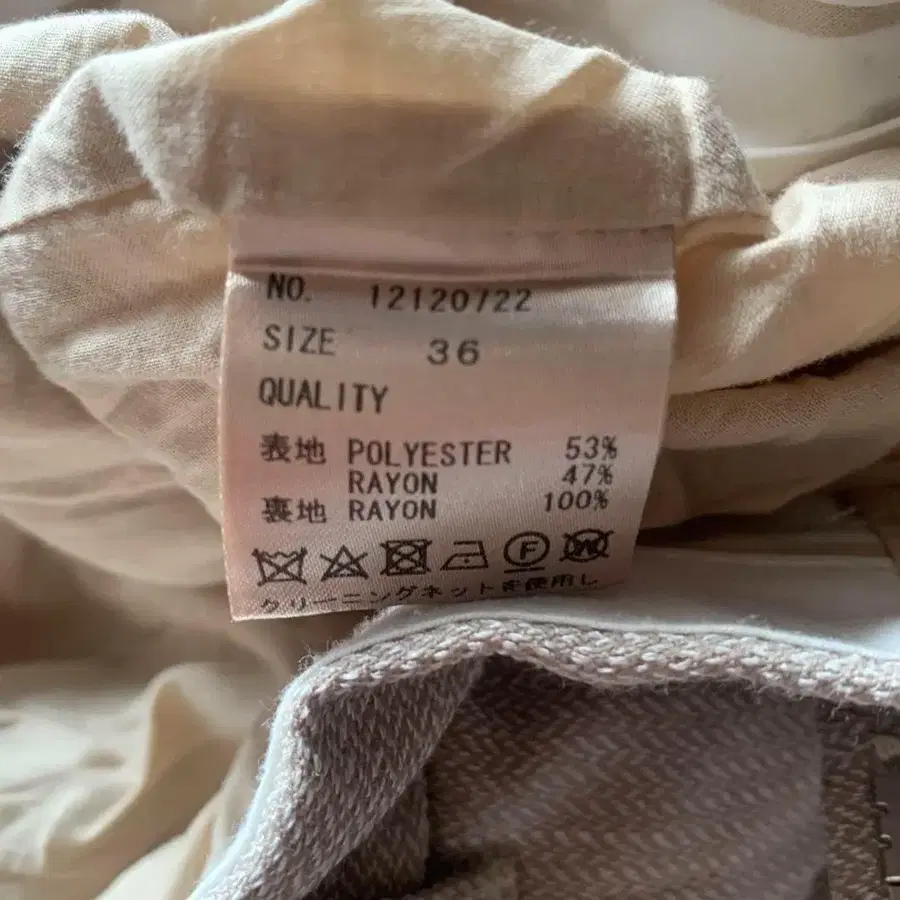 NO. 12120722
SIZE 36
QUALITY
表地 POLYESTER 53%
RAYON 47%
裏地 RAYON 100%
F W
クリーニングネットを使用し